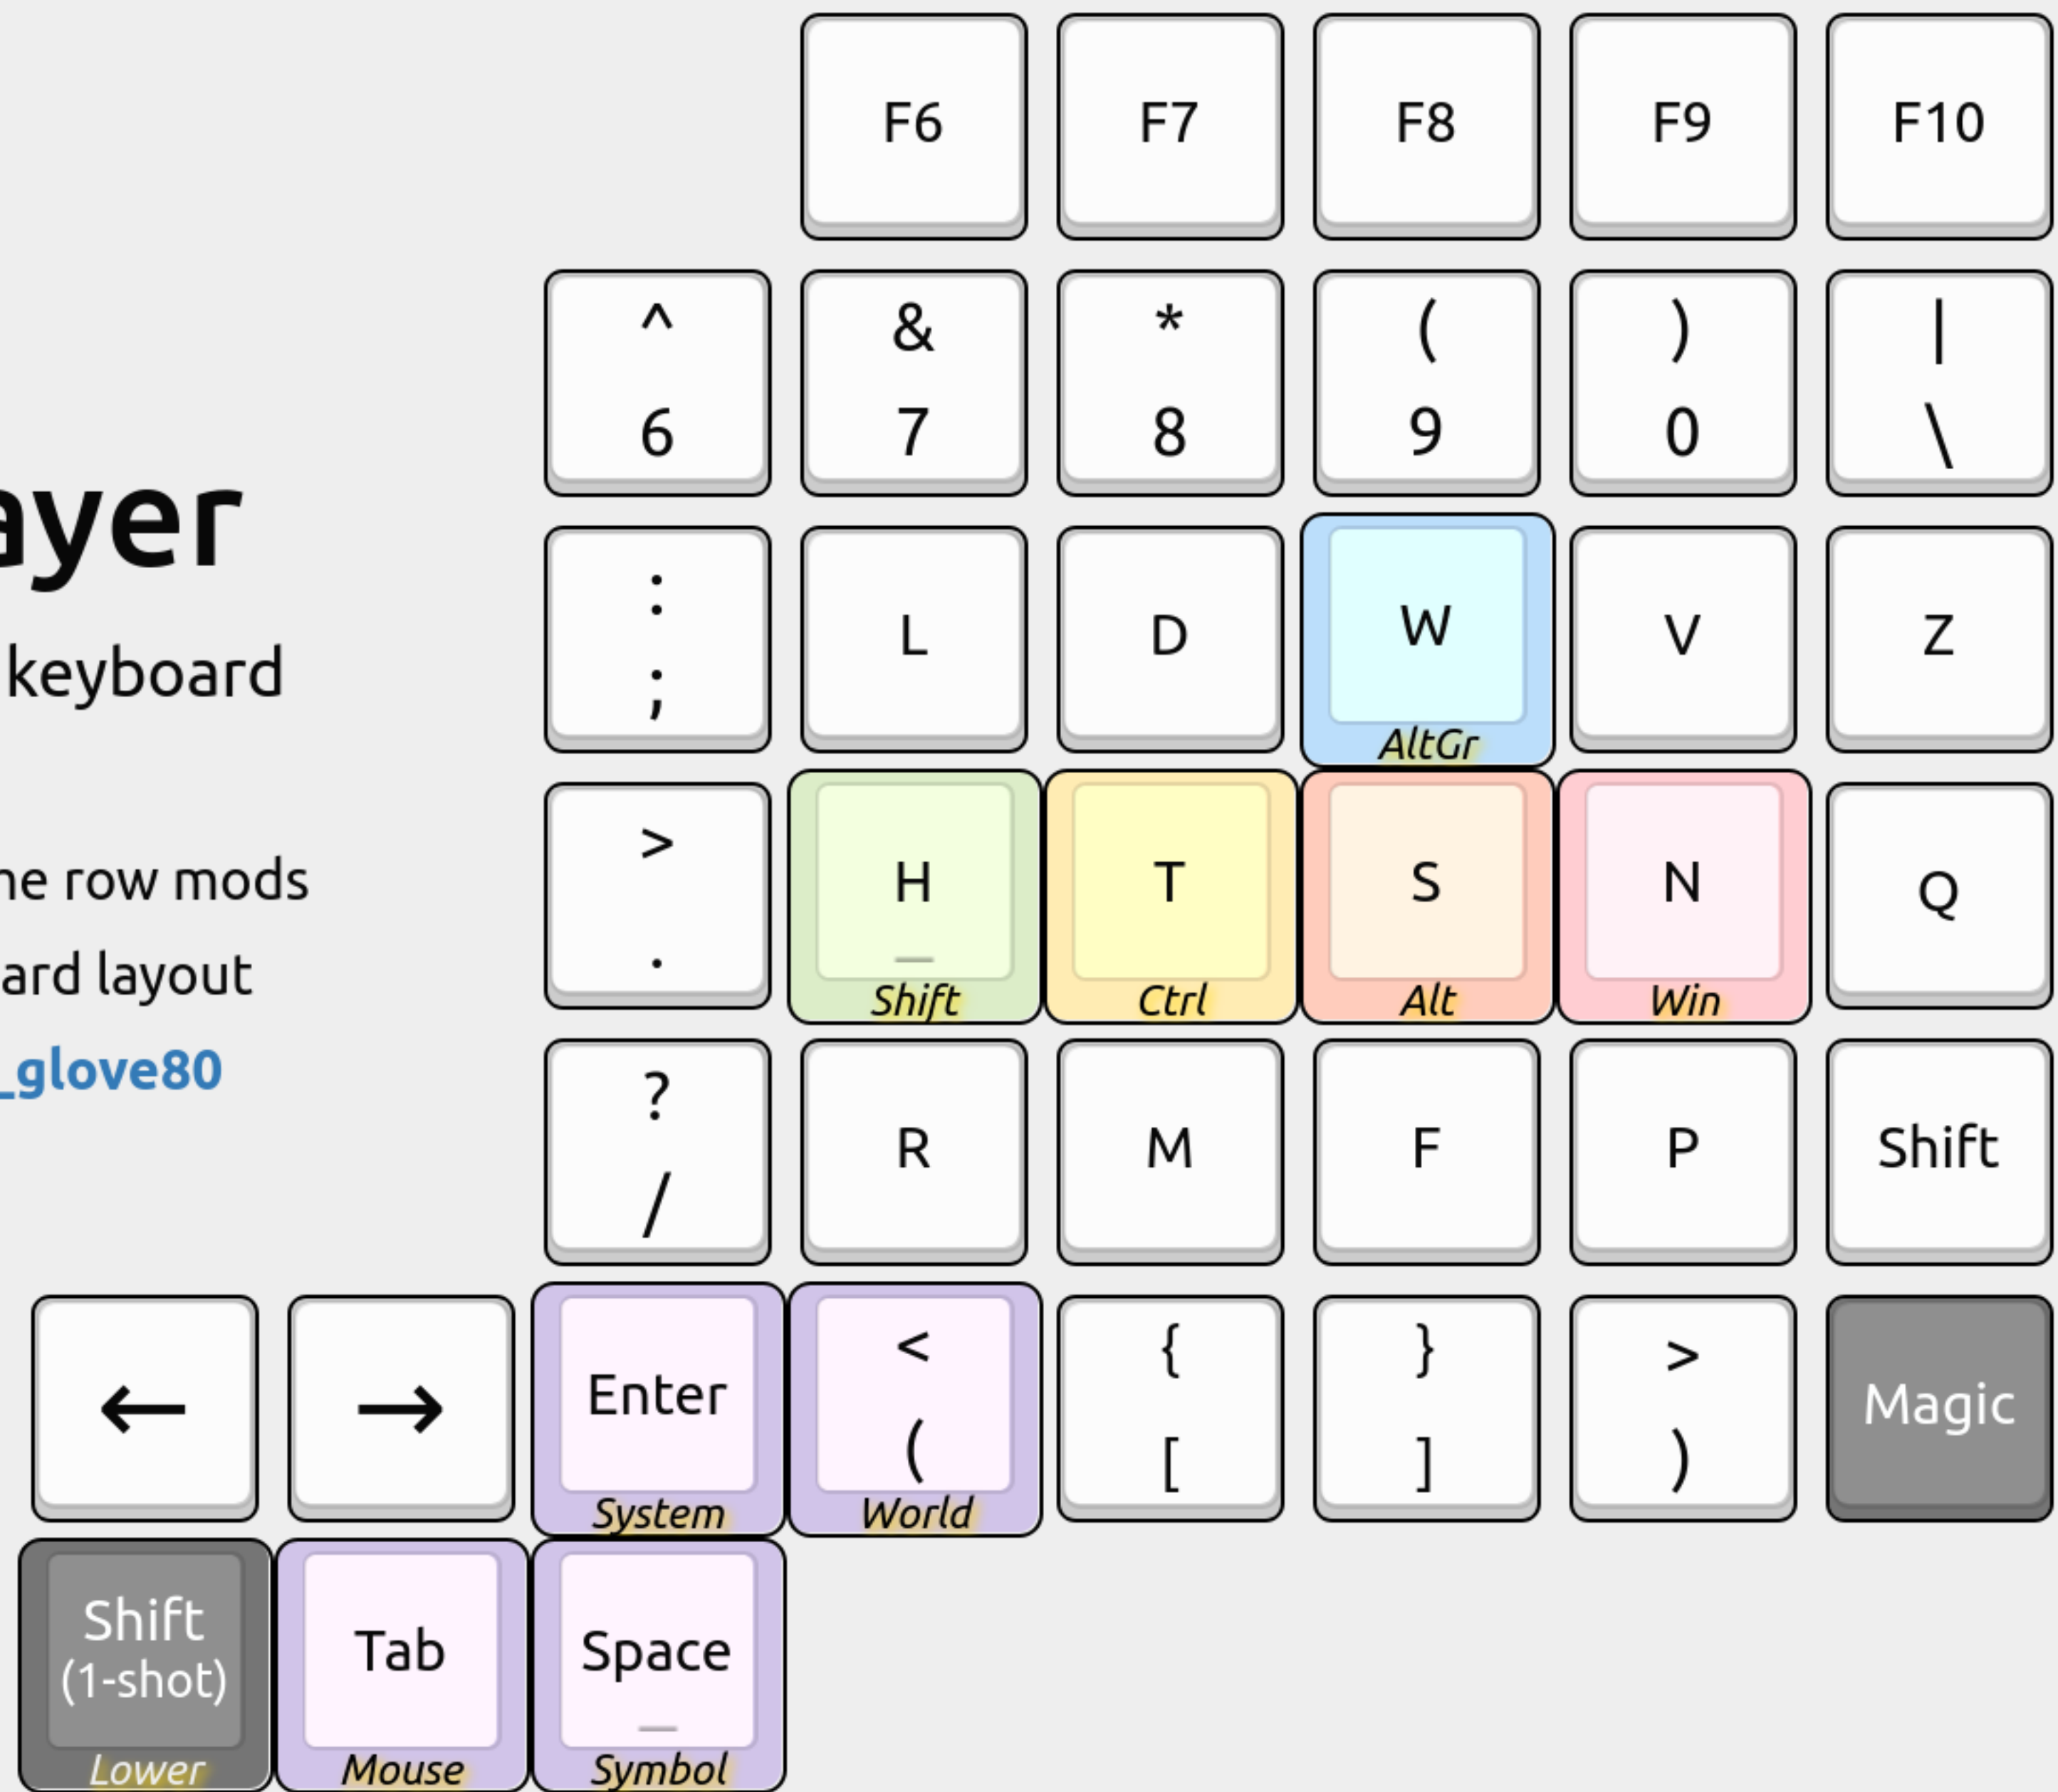 F6 F7 F8 F9 F10
^ & * ( ) |
6 7 8 9 0 \
ayer
: L D W V Z
;
keyboard
AltGr
> H T S N Q
.
ne row mods
Shift Ctrl Alt Win
ard layout
_glove80
? R M F P Shift
/
← → Enter < { } > Magic
( [ ] )
System World
Shift Tab Space
(1-shot)
Lower Mouse Symbol